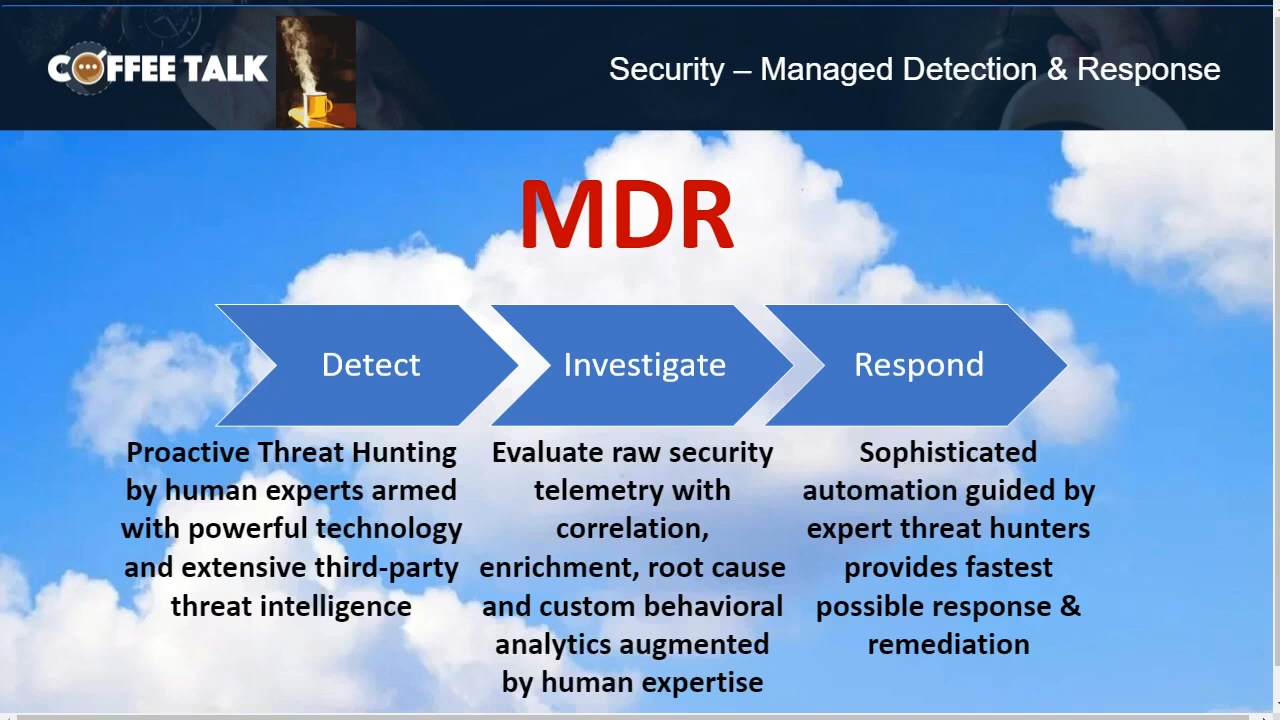 COFFEE TALK
Security – Managed Detection & Response
MDR
Detect
Investigate
Respond
Proactive Threat Hunting
by human experts armed
with powerful technology
and extensive third-party
threat intelligence
Evaluate raw security
telemetry with
correlation,
enrichment, root cause
and custom behavioral
analytics augmented
by human expertise
Sophisticated
automation guided by
expert threat hunters
provides fastest
possible response &
remediation